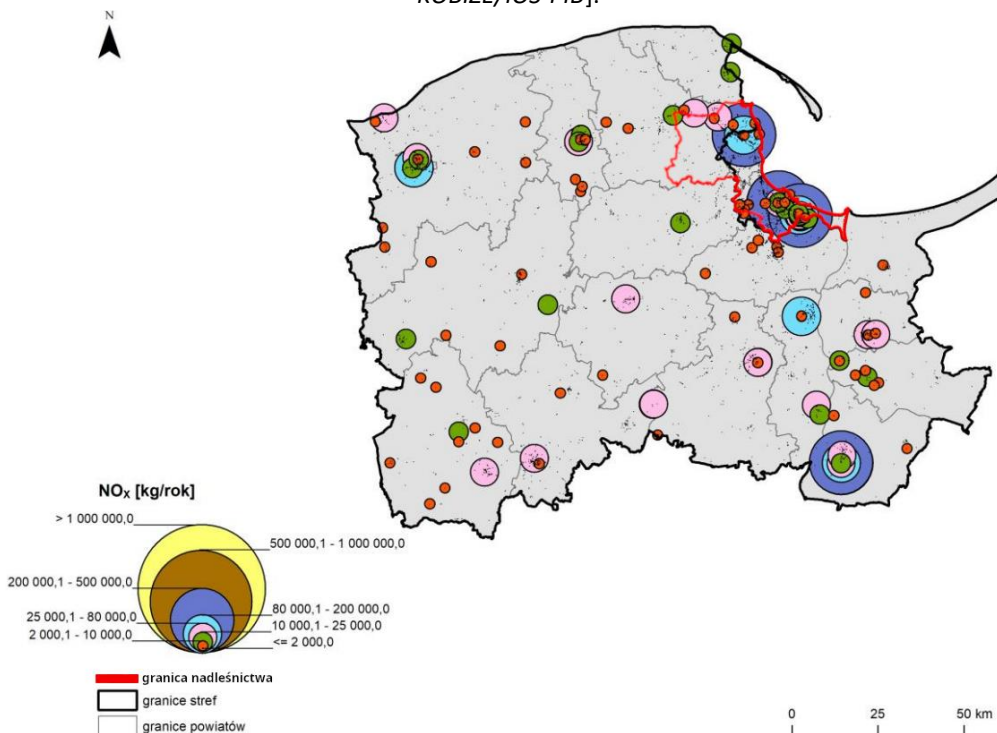 KOBiZE/IOŚ-PIB].
N
NOx [kg/rok]
> 1 000 000,0
500 000,1 - 1 000 000,0
200 000,1 - 500 000,0
80 000,1 - 200 000,0
25 000,1 - 80 000,0
10 000,1 - 25 000,0
2 000,1 - 10 000,0
<= 2 000,0
granica nadleśnictwa
granice stref
granice powiatów
0 25 50 km